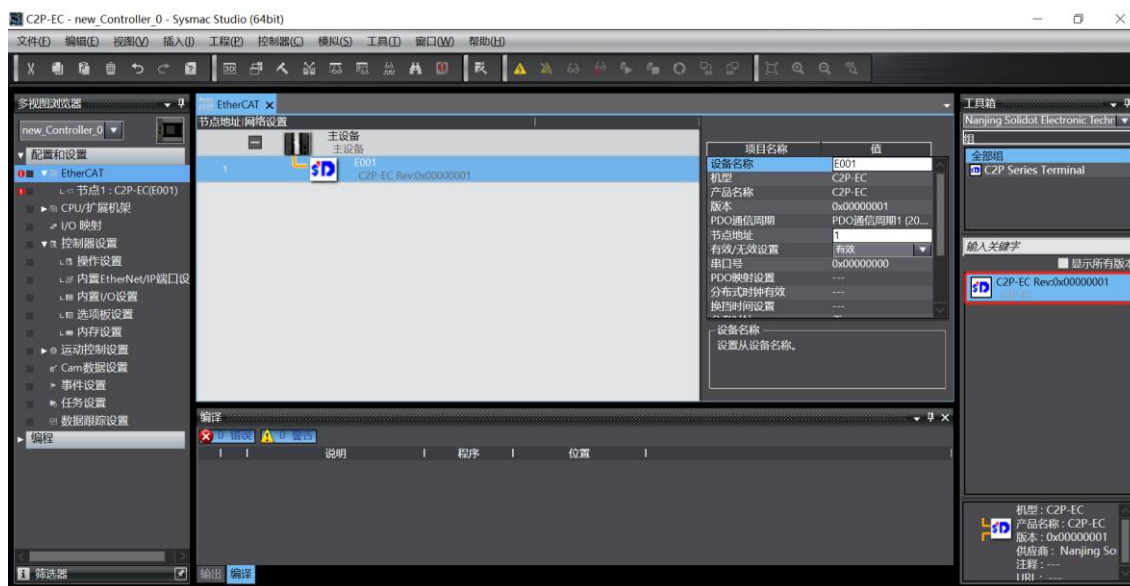 C2P-EC - new_Controller_0 - Sysmac Studio (64bit)
文件(F) 编辑(E) 视图(V) 插入(I) 工程(P) 控制器(C) 模拟(S) 工具(T) 窗口(W) 帮助(H)
多视图浏览器
new_Controller_0
配置和设置
EtherCAT
节点1 : C2P-EC(E001)
CPU/扩展机架
I/O 映射
控制器设置
操作设置
内置EtherNet/IP端口设
内置I/O设置
选项板设置
内存设置
运动控制设置
Cam数据设置
事件设置
任务设置
数据跟踪设置
编程
筛选器
EtherCAT
节点地址|网络设置
主设备
主设备
1
E001
C2P-EC Rev:0x00000001
项目名称 值
设备名称 E001
机型 C2P-EC
产品名称 C2P-EC
版本 0x00000001
PDO通信周期 PDO通信周期1 (20...
节点地址 1
有效/无效设置 有效
串口号 0x00000000
PDO映射设置 ---
分布式时钟有效 ---
换挡时间设置 ---
设备名称
设置从设备名称。
编译
0 错误 0 警告
说明 程序 位置
输出 编译
工具箱
Nanjing Solidot Electronic Techr
组
全部组
C2P Series Terminal
输入关键字
显示所有版本
C2P-EC Rev:0x00000001
C2P-EC
机型 : C2P-EC
产品名称 : C2P-EC
版本 : 0x00000001
供应商 : Nanjing So
注释 : ---
URL : ---